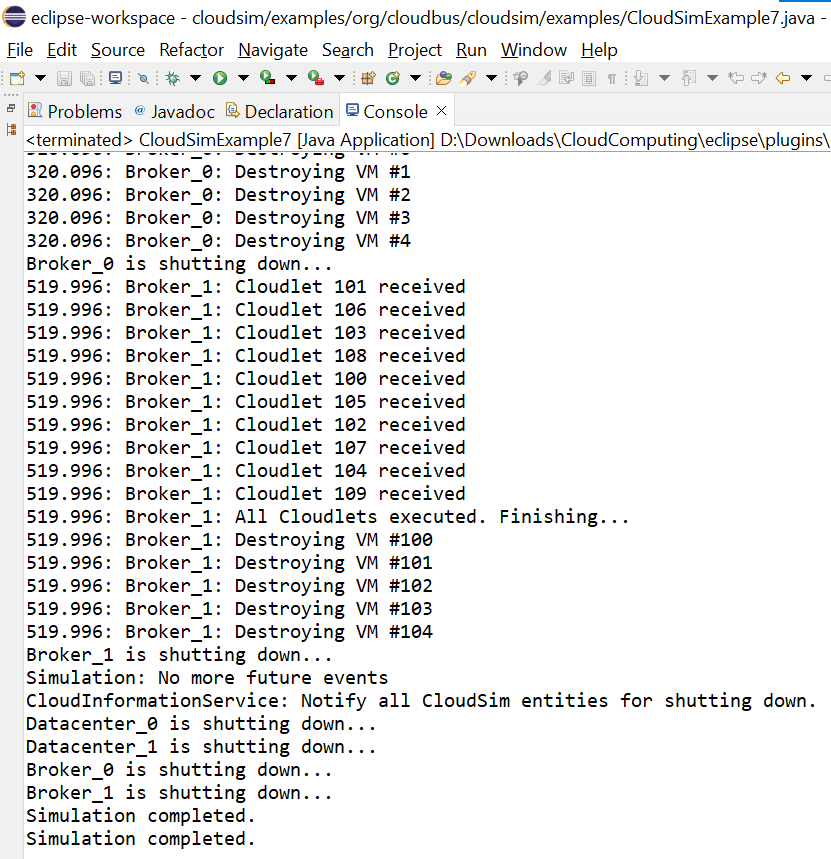 eclipse-workspace - cloudsim/examples/org/cloudbus/cloudsim/examples/CloudSimExample7.java -
File Edit Source Refactor Navigate Search Project Run Window Help
Problems @ Javadoc Declaration Console
<terminated> CloudSimExample7 [Java Application] D:\Downloads\CloudComputing\eclipse\plugins\
320.096: Broker_0: Destroying VM #0
320.096: Broker_0: Destroying VM #1
320.096: Broker_0: Destroying VM #2
320.096: Broker_0: Destroying VM #3
320.096: Broker_0: Destroying VM #4
Broker_0 is shutting down...
519.996: Broker_1: Cloudlet 101 received
519.996: Broker_1: Cloudlet 106 received
519.996: Broker_1: Cloudlet 103 received
519.996: Broker_1: Cloudlet 108 received
519.996: Broker_1: Cloudlet 100 received
519.996: Broker_1: Cloudlet 105 received
519.996: Broker_1: Cloudlet 102 received
519.996: Broker_1: Cloudlet 107 received
519.996: Broker_1: Cloudlet 104 received
519.996: Broker_1: Cloudlet 109 received
519.996: Broker_1: All Cloudlets executed. Finishing...
519.996: Broker_1: Destroying VM #100
519.996: Broker_1: Destroying VM #101
519.996: Broker_1: Destroying VM #102
519.996: Broker_1: Destroying VM #103
519.996: Broker_1: Destroying VM #104
Broker_1 is shutting down...
Simulation: No more future events
CloudInformationService: Notify all CloudSim entities for shutting down.
Datacenter_0 is shutting down...
Datacenter_1 is shutting down...
Broker_0 is shutting down...
Broker_1 is shutting down...
Simulation completed.
Simulation completed.